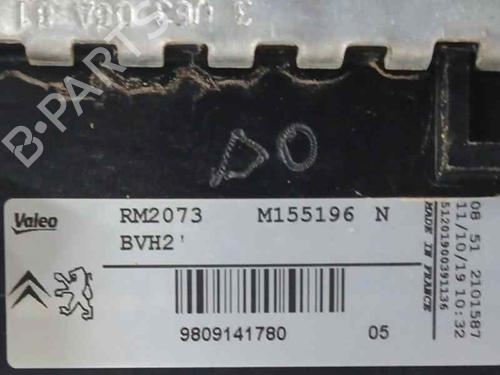 B-PARTS
DO
Valeo
RM2073 M155196 N
BVH2'
9809141780 05
MADE IN FRANCE
51201900391136
11/10/19 10:32
08 51 2101587